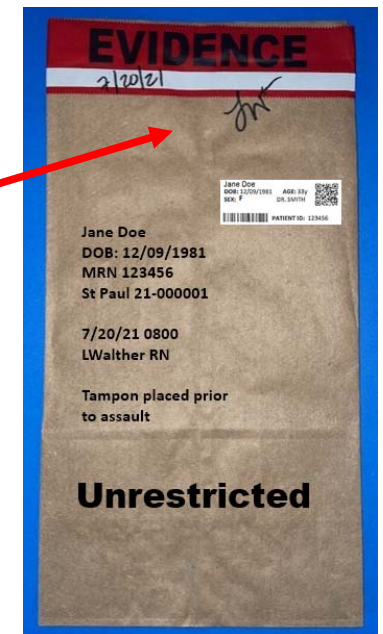 EVIDENCE
7/20/21
LW
Jane Doe
DOB: 12/09/1981 AGE: 33y
SEX: F DR. SMITH
PATIENT ID: 123456
Jane Doe
DOB: 12/09/1981
MRN 123456
St Paul 21-000001
7/20/21 0800
LWalther RN
Tampon placed prior
to assault
Unrestricted